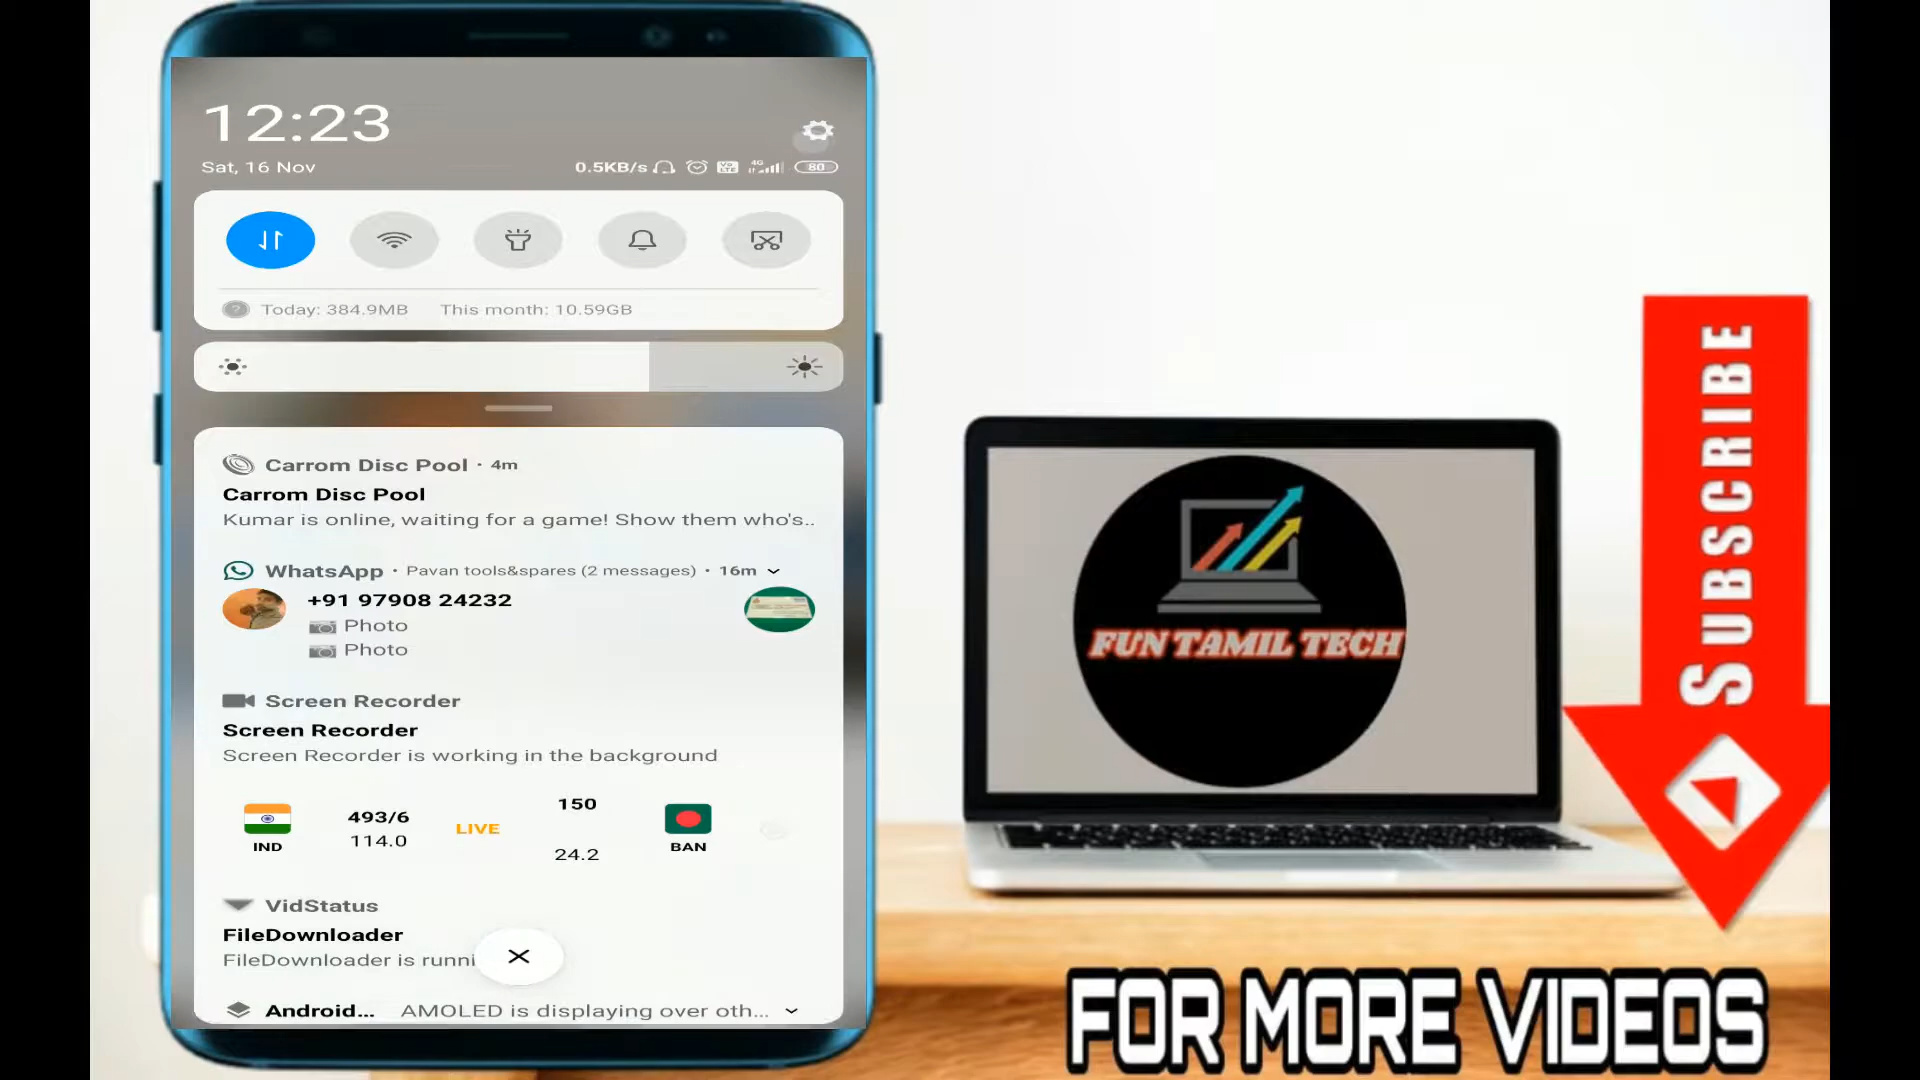 12:23
Sat, 16 Nov
0.5KB/s
VO LTE
4G
80
Today: 384.9MB This month: 10.59GB
Carrom Disc Pool · 4m
Carrom Disc Pool
Kumar is online, waiting for a game! Show them who's..
WhatsApp · Pavan tools&spares (2 messages) · 16m
+91 97908 24232
Photo
Photo
Screen Recorder
Screen Recorder
Screen Recorder is working in the background
493/6
114.0
IND
LIVE
150
24.2
BAN
VidStatus
FileDownloader
FileDownloader is runni
Android... AMOLED is displaying over oth...
FUN TAMIL TECH
SUBSCRIBE
FOR MORE VIDEOS